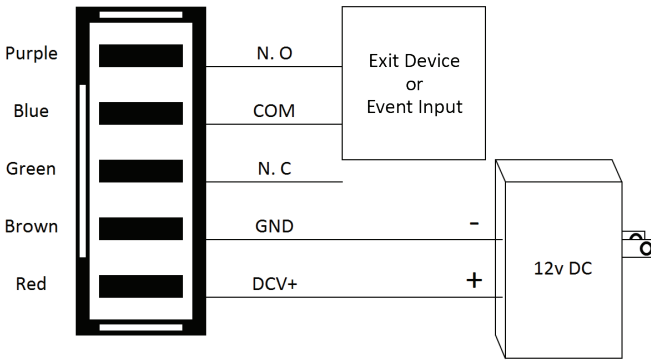 Purple
N. O
Exit Device
or
Event Input
Blue
COM
Green
N. C
Brown
GND
-
Red
DCV+
+
12v DC